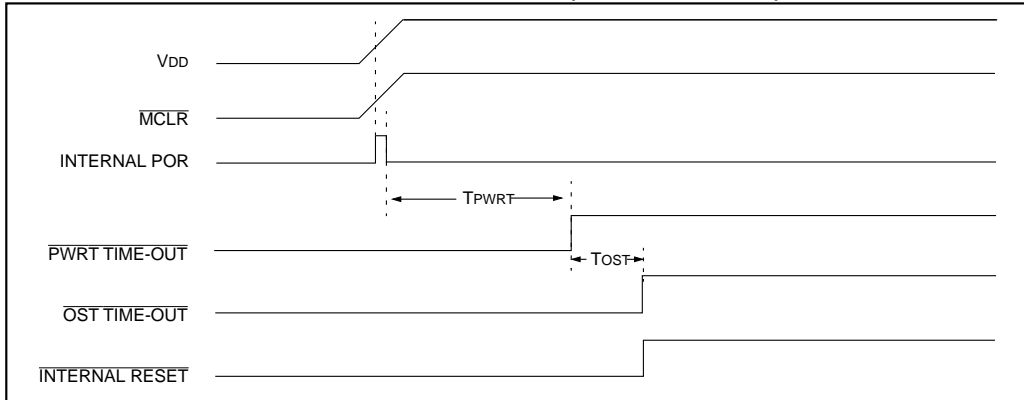 VDD
MCLR
INTERNAL POR
TPWRT
PWRT TIME-OUT
TOST
OST TIME-OUT
INTERNAL RESET